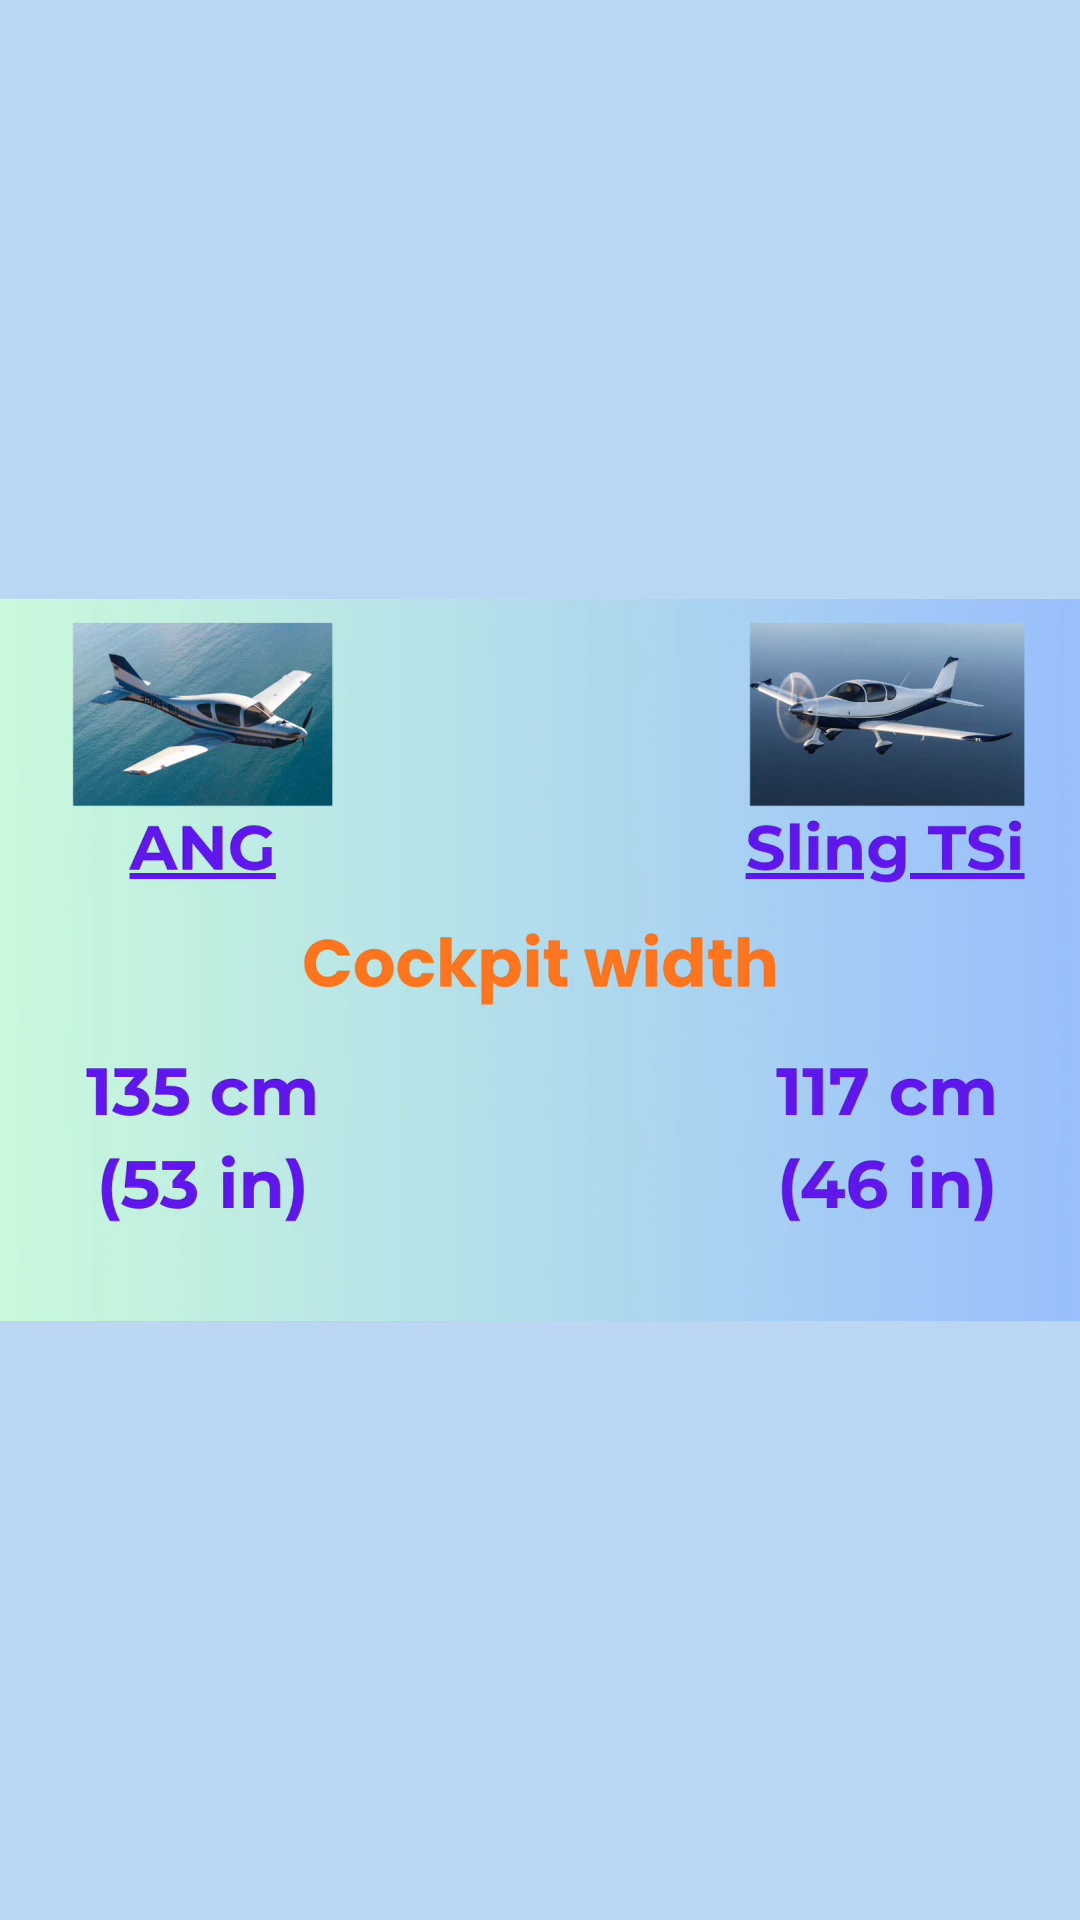 ANG
Sling TSi
Cockpit width
135 cm
(53 in)
117 cm
(46 in)